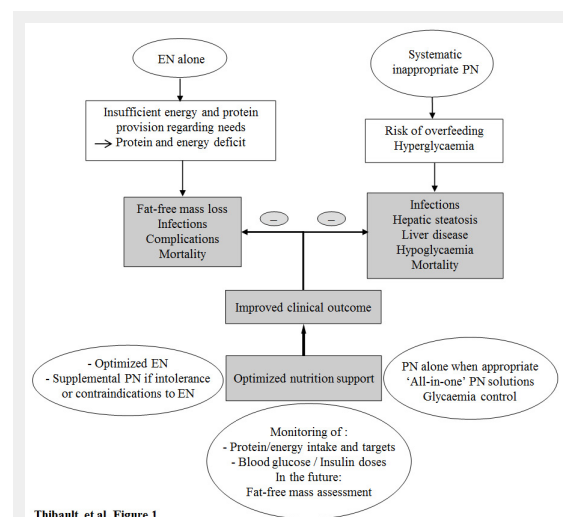 EN alone
Systematic
inappropriate PN
Insufficient energy and protein
provision regarding needs
→ Protein and energy deficit
Risk of overfeeding
Hyperglycaemia
Fat-free mass loss
Infections
Complications
Mortality
–
–
Infections
Hepatic steatosis
Liver disease
Hypoglycaemia
Mortality
Improved clinical outcome
- Optimized EN
- Supplemental PN if intolerance
or contraindications to EN
Optimized nutrition support
PN alone when appropriate
‘All-in-one’ PN solutions
Glycaemia control
Monitoring of :
- Protein/energy intake and targets
- Blood glucose / Insulin doses
In the future:
Fat-free mass assessment
Thibault, et al. Figure 1